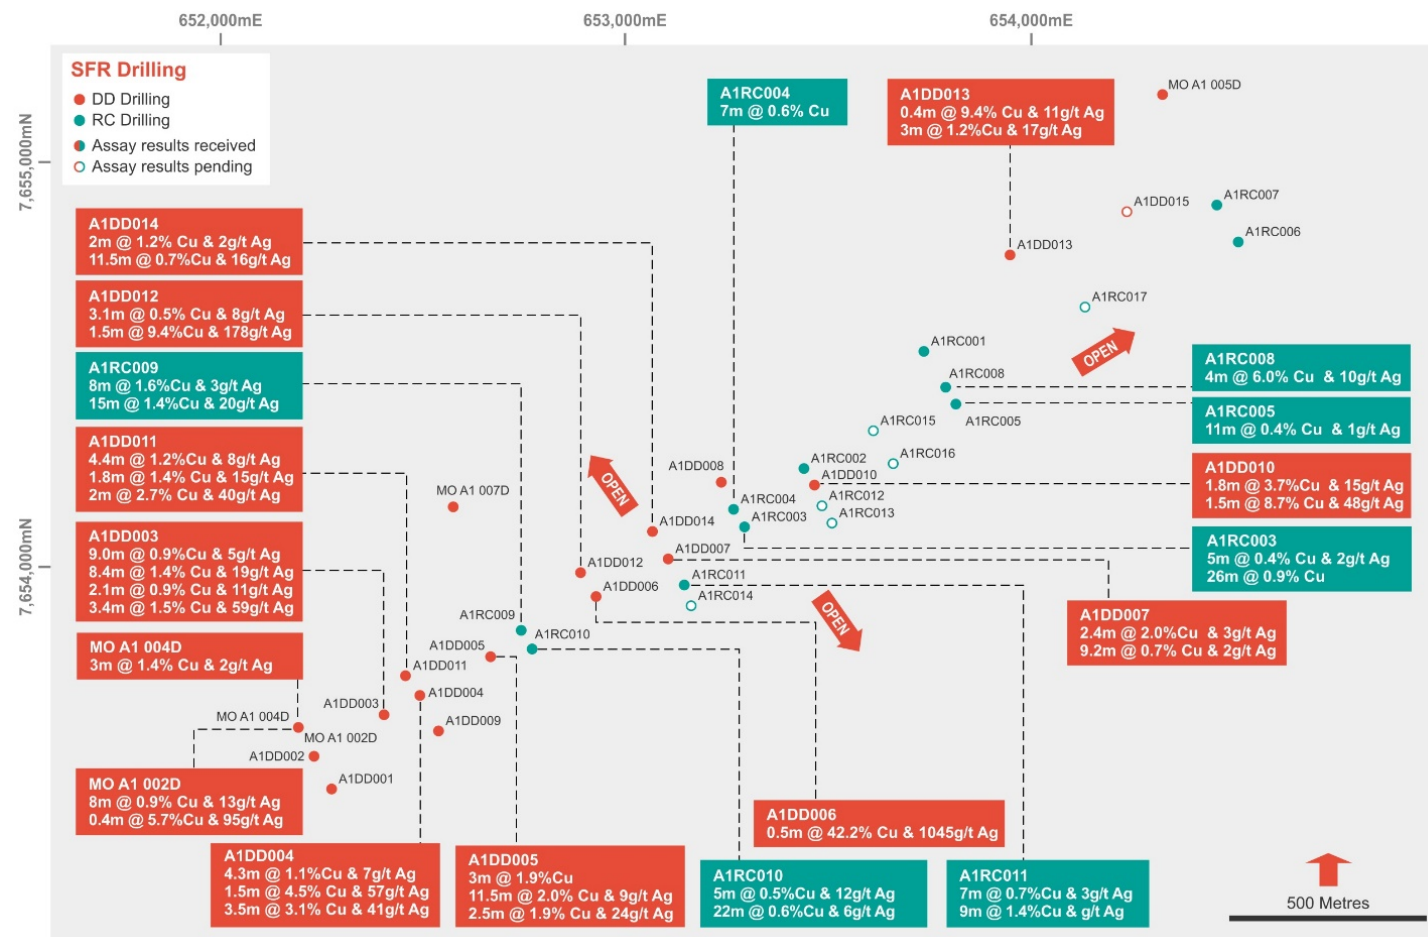 652,000mE
653,000mE
654,000mE
7,655,000mN
7,654,000mN
SFR Drilling
DD Drilling
RC Drilling
Assay results received
Assay results pending
A1RC004
7m @ 0.6% Cu
A1DD013
0.4m @ 9.4% Cu & 11g/t Ag
3m @ 1.2%Cu & 17g/t Ag
MO A1 005D
A1DD015
A1RC007
A1RC006
A1DD013
A1RC017
OPEN
A1DD014
2m @ 1.2% Cu & 2g/t Ag
11.5m @ 0.7%Cu & 16g/t Ag
A1DD012
3.1m @ 0.5% Cu & 8g/t Ag
1.5m @ 9.4%Cu & 178g/t Ag
A1RC009
8m @ 1.6%Cu & 3g/t Ag
15m @ 1.4%Cu & 20g/t Ag
A1DD011
4.4m @ 1.2%Cu & 8g/t Ag
1.8m @ 1.4% Cu & 15g/t Ag
2m @ 2.7% Cu & 40g/t Ag
A1DD003
9.0m @ 0.9%Cu & 5g/t Ag
8.4m @ 1.4% Cu & 19g/t Ag
2.1m @ 0.9% Cu & 11g/t Ag
3.4m @ 1.5% Cu & 59g/t Ag
MO A1 004D
3m @ 1.4% Cu & 2g/t Ag
MO A1 002D
8m @ 0.9% Cu & 13g/t Ag
0.4m @ 5.7%Cu & 95g/t Ag
A1RC001
A1RC008
A1RC005
A1RC015
A1RC016
A1RC002
A1DD010
A1RC012
A1RC013
A1DD008
A1RC004
A1RC003
MO A1 007D
OPEN
A1DD014
A1DD007
A1DD012
A1DD006
A1RC011
A1RC014
OPEN
A1RC009
A1RC010
A1DD005
A1DD011
A1DD004
A1DD003
A1DD009
MO A1 004D
MO A1 002D
A1DD002
A1DD001
A1RC008
4m @ 6.0% Cu & 10g/t Ag
A1RC005
11m @ 0.4% Cu & 1g/t Ag
A1DD010
1.8m @ 3.7%Cu & 15g/t Ag
1.5m @ 8.7% Cu & 48g/t Ag
A1RC003
5m @ 0.4% Cu & 2g/t Ag
26m @ 0.9% Cu
A1DD007
2.4m @ 2.0%Cu & 3g/t Ag
9.2m @ 0.7% Cu & 2g/t Ag
A1DD006
0.5m @ 42.2% Cu & 1045g/t Ag
A1DD004
4.3m @ 1.1%Cu & 7g/t Ag
1.5m @ 4.5% Cu & 57g/t Ag
3.5m @ 3.1% Cu & 41g/t Ag
A1DD005
3m @ 1.9%Cu
11.5m @ 2.0% Cu & 9g/t Ag
2.5m @ 1.9% Cu & 24g/t Ag
A1RC010
5m @ 0.5%Cu & 12g/t Ag
22m @ 0.6%Cu & 6g/t Ag
A1RC011
7m @ 0.7%Cu & 3g/t Ag
9m @ 1.4%Cu & g/t Ag
500 Metres